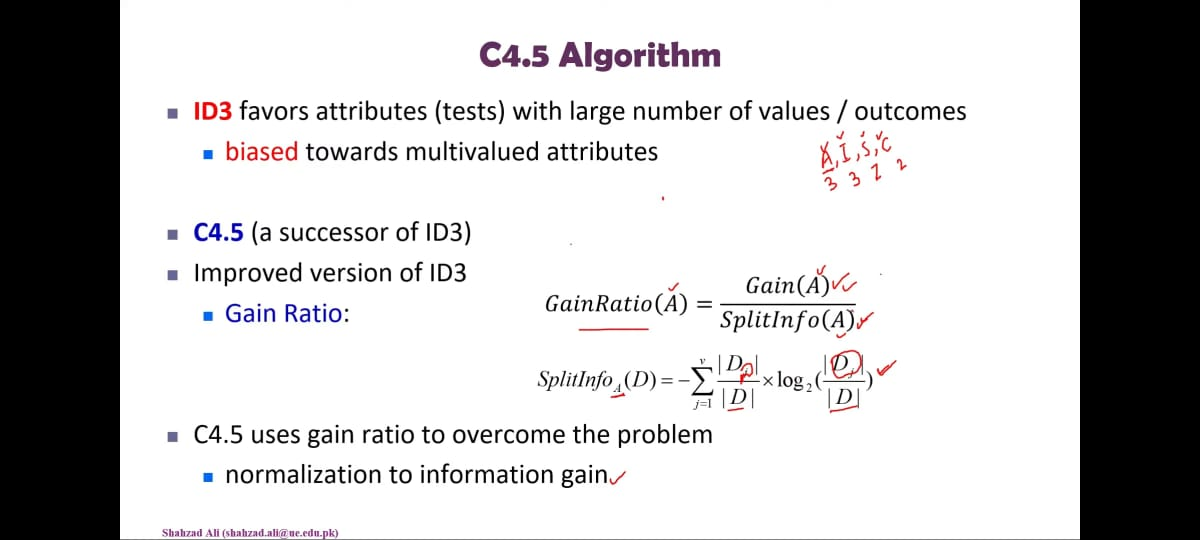 C4.5 Algorithm
ID3 favors attributes (tests) with large number of values / outcomes
biased towards multivalued attributes
A, I, S, C
3 3 2 2
C4.5 (a successor of ID3)
Improved version of ID3
Gain Ratio:
GainRatio(A) = Gain(A) / SplitInfo(A)
SplitInfo_A(D) = −∑_{j=1}^{v} |D_j| / |D| × log_2(|D_j| / |D|)
C4.5 uses gain ratio to overcome the problem
normalization to information gain
Shahzad Ali (shahzad.ali@ue.edu.pk)